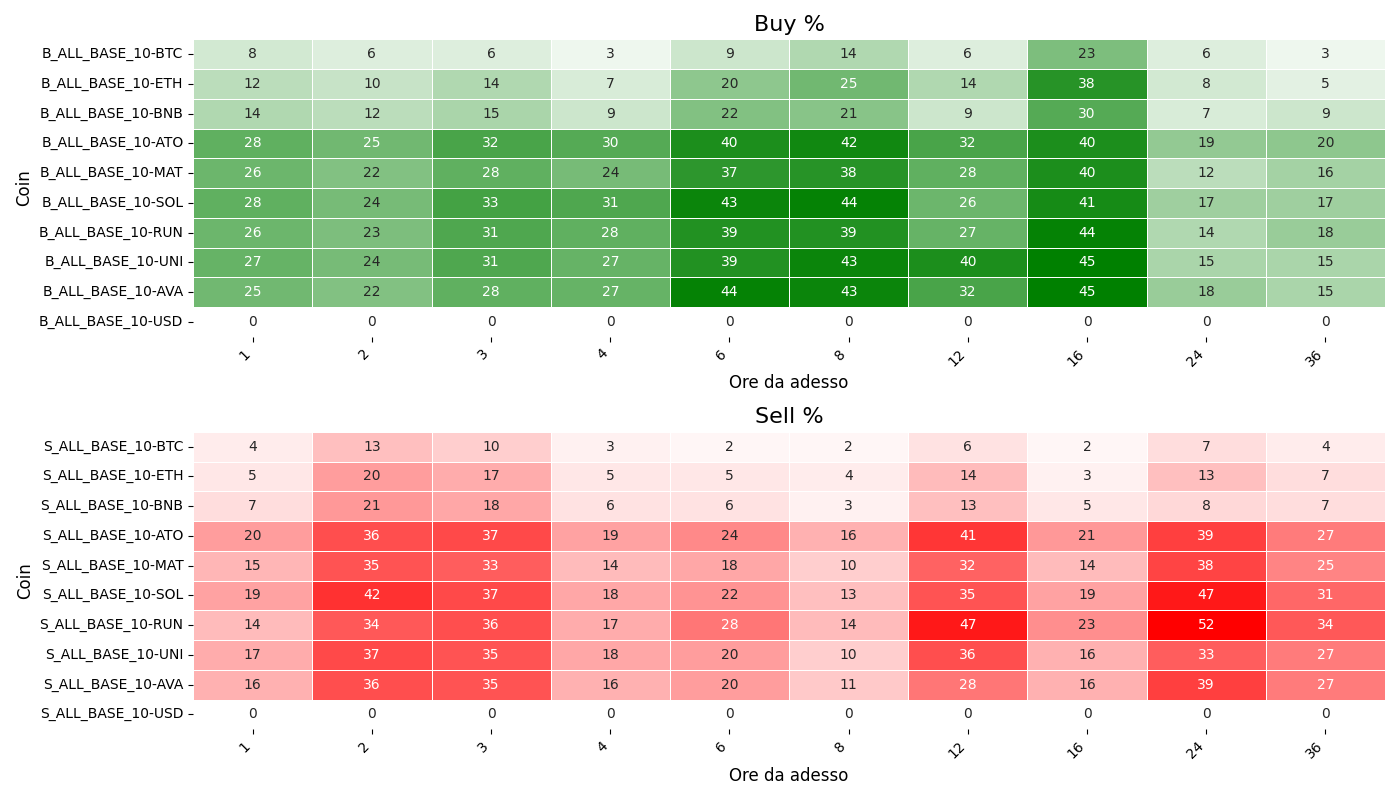 Buy %
Coin
B_ALL_BASE_10-BTC 8 6 6 3 9 14 6 23 6 3
B_ALL_BASE_10-ETH 12 10 14 7 20 25 14 38 8 5
B_ALL_BASE_10-BNB 14 12 15 9 22 21 9 30 7 9
B_ALL_BASE_10-ATO 28 25 32 30 40 42 32 40 19 20
B_ALL_BASE_10-MAT 26 22 28 24 37 38 28 40 12 16
B_ALL_BASE_10-SOL 28 24 33 31 43 44 26 41 17 17
B_ALL_BASE_10-RUN 26 23 31 28 39 39 27 44 14 18
B_ALL_BASE_10-UNI 27 24 31 27 39 43 40 45 15 15
B_ALL_BASE_10-AVA 25 22 28 27 44 43 32 45 18 15
B_ALL_BASE_10-USD 0 0 0 0 0 0 0 0 0 0
1 2 3 4 6 8 12 16 24 36
Ore da adesso
Sell %
Coin
S_ALL_BASE_10-BTC 4 13 10 3 2 2 6 2 7 4
S_ALL_BASE_10-ETH 5 20 17 5 5 4 14 3 13 7
S_ALL_BASE_10-BNB 7 21 18 6 6 3 13 5 8 7
S_ALL_BASE_10-ATO 20 36 37 19 24 16 41 21 39 27
S_ALL_BASE_10-MAT 15 35 33 14 18 10 32 14 38 25
S_ALL_BASE_10-SOL 19 42 37 18 22 13 35 19 47 31
S_ALL_BASE_10-RUN 14 34 36 17 28 14 47 23 52 34
S_ALL_BASE_10-UNI 17 37 35 18 20 10 36 16 33 27
S_ALL_BASE_10-AVA 16 36 35 16 20 11 28 16 39 27
S_ALL_BASE_10-USD 0 0 0 0 0 0 0 0 0 0
1 2 3 4 6 8 12 16 24 36
Ore da adesso